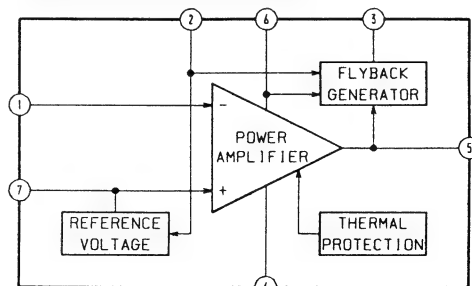 2 6 3
FLYBACK
GENERATOR
1
−
POWER
AMPLIFIER
5
7
+
REFERENCE
VOLTAGE
THERMAL
PROTECTION
4